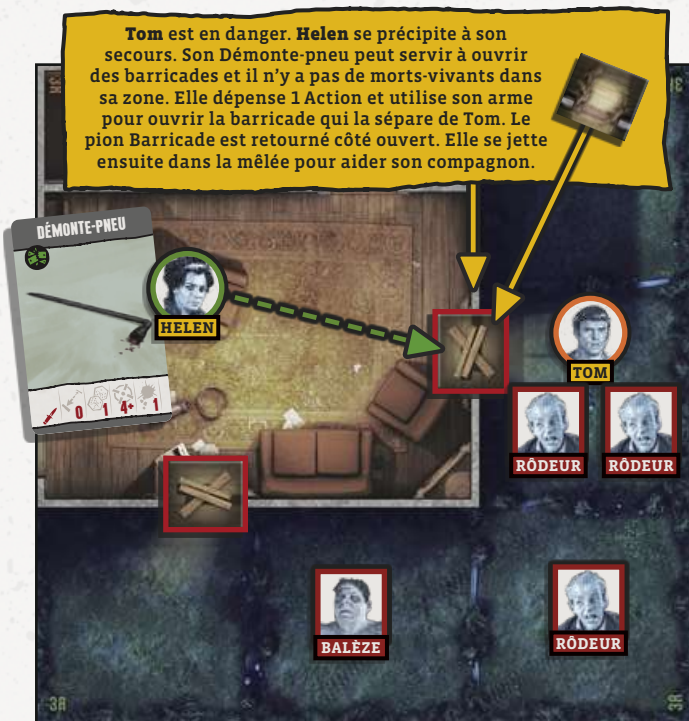 Tom est en danger. Helen se précipite à son
secours. Son Démonte-pneu peut servir à ouvrir
des barricades et il n'y a pas de morts-vivants dans
sa zone. Elle dépense 1 Action et utilise son arme
pour ouvrir la barricade qui la sépare de Tom. Le
pion Barricade est retourné côté ouvert. Elle se jette
ensuite dans la mêlée pour aider son compagnon.
DÉMONTE-PNEU
HELEN
0 1 4+ 1
TOM
RÔDEUR RÔDEUR
BALÈZE
RÔDEUR
3R
3R